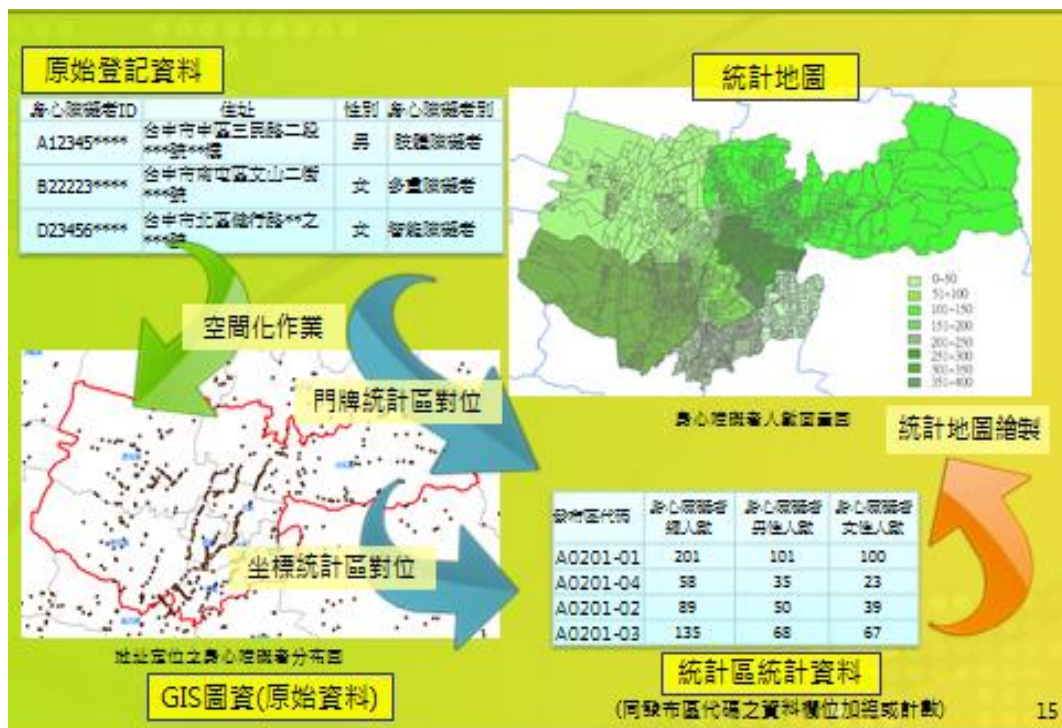 原始登記資料
身心障礙者ID 住址 性別 身心障礙者別
A12345**** 台中市中區三民路二段***號**樓 男 肢體障礙者
B22223**** 台中市南屯區文山二街***號 女 多重障礙者
D23456**** 台中市北區健行路**之***號 女 智能障礙者
統計地圖
0~50
51~100
101~150
151~200
201~250
251~300
301~350
351~400
身心障礙者人數面量圖
空間化作業
門牌統計區對位
坐標統計區對位
統計地圖繪製
地址定位之身心障礙者分布圖
GIS圖資(原始資料)
發布區代碼 身心障礙者總人數 身心障礙者男性人數 身心障礙者女性人數
A0201-01 201 101 100
A0201-04 58 35 23
A0201-02 89 50 39
A0201-03 135 68 67
統計區統計資料
(同發布區代碼之資料欄位加總或計數)
15